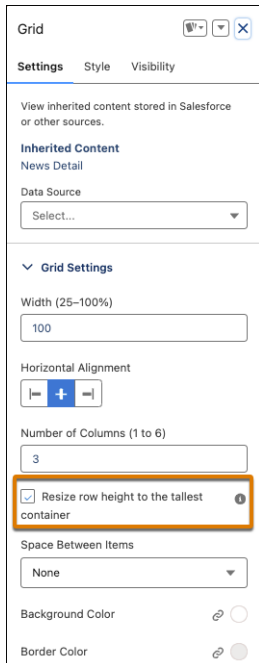 Grid
Settings Style Visibility
View inherited content stored in Salesforce
or other sources.
Inherited Content
News Detail
Data Source
Select...
Grid Settings
Width (25–100%)
100
Horizontal Alignment
Number of Columns (1 to 6)
3
Resize row height to the tallest
container
Space Between Items
None
Background Color
Border Color